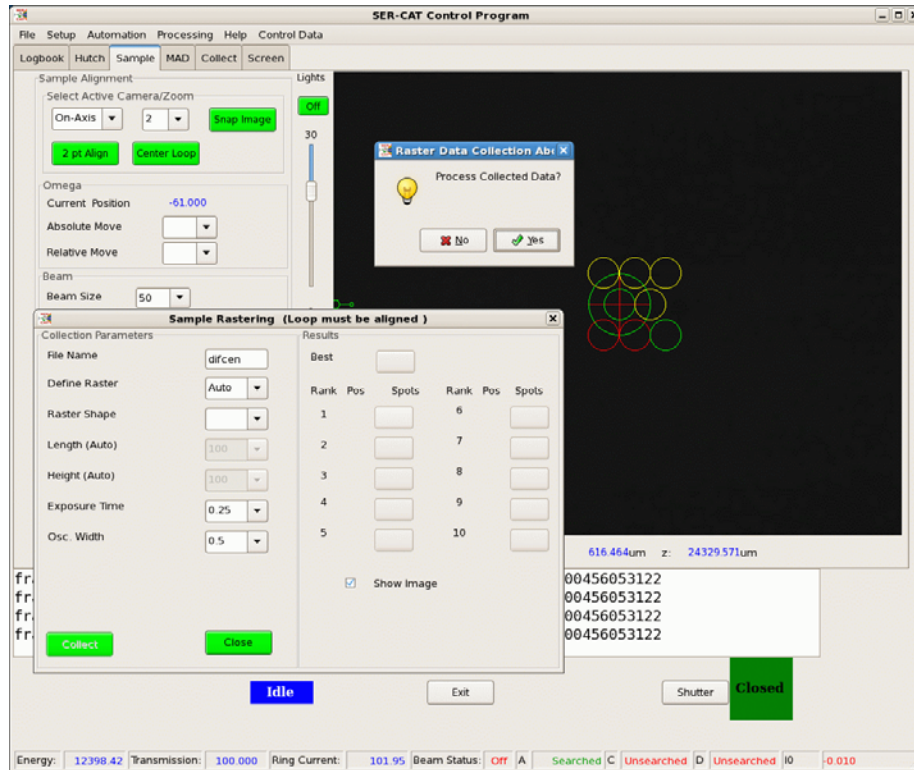 SER-CAT Control Program
File Setup Automation Processing Help Control Data
Logbook Hutch Sample MAD Collect Screen
Sample Alignment
Lights
Select Active Camera/Zoom
Off
On-Axis 2 Snap Image
30
2 pt Align Center Loop
Raster Data Collection
Process Collected Data?
No Yes
Omega
Current Position -61.000
Absolute Move
Relative Move
Beam
Beam Size 50
Sample Rastering (Loop must be aligned )
Collection Parameters
Results
File Name difcen
Best
Define Raster Auto
Rank Pos Spots Rank Pos Spots
Raster Shape
1 6
Length (Auto) 100
2 7
Height (Auto) 100
3 8
Exposure Time 0.25
4 9
Osc. Width 0.5
5 10
616.464um z: 24329.571um
Show Image
00456053122
00456053122
00456053122
00456053122
Collect Close
Idle Exit Shutter Closed
Energy: 12398.42 Transmission: 100.000 Ring Current: 101.95 Beam Status: Off A Searched C Unsearched D Unsearched I0 -0.010